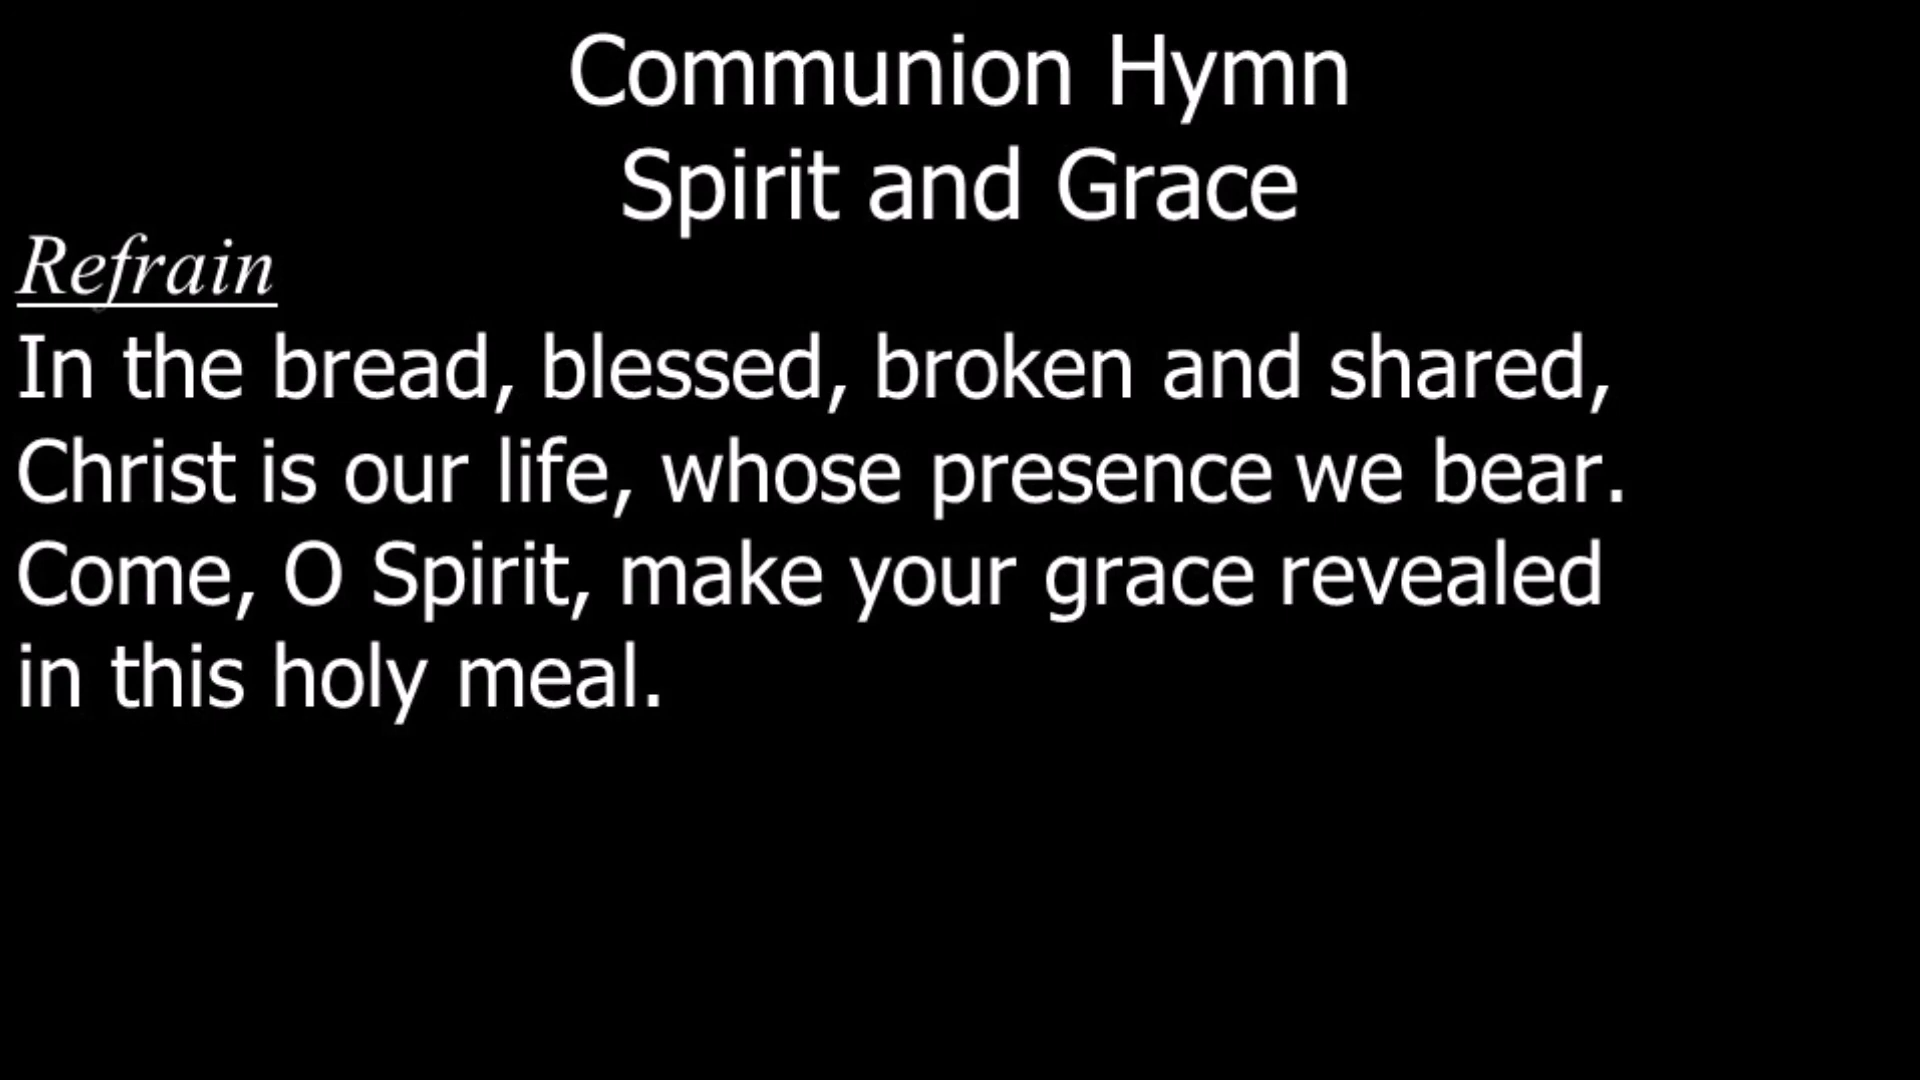 Communion Hymn
Spirit and Grace
Refrain
In the bread, blessed, broken and shared,
Christ is our life, whose presence we bear.
Come, O Spirit, make your grace revealed
in this holy meal.